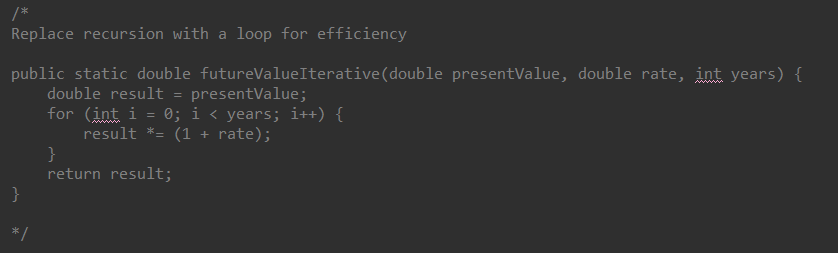 /*
Replace recursion with a loop for efficiency
public static double futureValueIterative(double presentValue, double rate, int years) {
    double result = presentValue;
    for (int i = 0; i < years; i++) {
        result *= (1 + rate);
    }
    return result;
}
*/